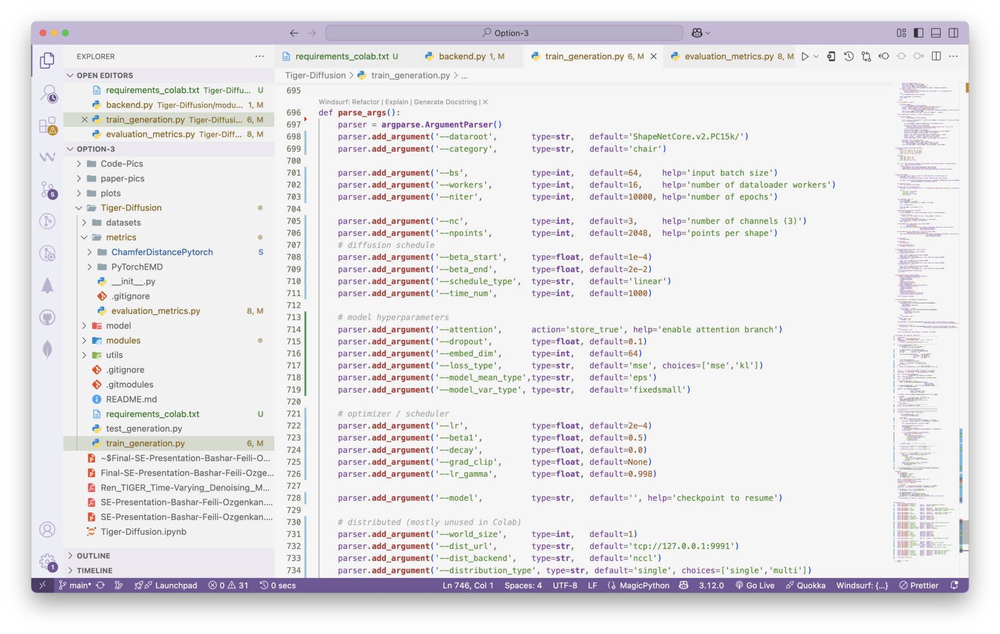 Option-3
EXPLORER
requirements_colab.txt U
backend.py 1, M
train_generation.py 6, M
evaluation_metrics.py 8, M
OPEN EDITORS
requirements_colab.txt Tiger-Diffu... U
backend.py Tiger-Diffusion/modu... 1, M
train_generation.py Tiger-Diffusi... 6, M
evaluation_metrics.py Tiger-Diff... 8, M
OPTION-3
Code-Pics
paper-pics
plots
Tiger-Diffusion
datasets
metrics
ChamferDistancePytorch S
PyTorchEMD
__init__.py
.gitignore
evaluation_metrics.py 8, M
model
modules
utils
.gitignore
.gitmodules
README.md
requirements_colab.txt U
test_generation.py
train_generation.py 6, M
~$Final-SE-Presentation-Bashar-Feili-O...
Final-SE-Presentation-Bashar-Feili-Ozge...
Ren_TIGER_Time-Varying_Denoising_M...
SE-Presentation-Bashar-Feili-Ozgenkan....
SE-Presentation-Bashar-Feili-Ozgenkan....
Tiger-Diffusion.ipynb
OUTLINE
TIMELINE
5
1
Tiger-Diffusion > train_generation.py > ...
695
Windsurf: Refactor | Explain | Generate Docstring | X
696 def parse_args():
697 parser = argparse.ArgumentParser()
698 parser.add_argument('--dataroot', type=str, default='ShapeNetCore.v2.PC15k/')
699 parser.add_argument('--category', type=str, default='chair')
700
701 parser.add_argument('--bs', type=int, default=64, help='input batch size')
702 parser.add_argument('--workers', type=int, default=16, help='number of dataloader workers')
703 parser.add_argument('--niter', type=int, default=10000, help='number of epochs')
704
705 parser.add_argument('--nc', type=int, default=3, help='number of channels (3)')
706 parser.add_argument('--npoints', type=int, default=2048, help='points per shape')
707 # diffusion schedule
708 parser.add_argument('--beta_start', type=float, default=1e-4)
709 parser.add_argument('--beta_end', type=float, default=2e-2)
710 parser.add_argument('--schedule_type', type=str, default='linear')
711 parser.add_argument('--time_num', type=int, default=1000)
712
713 # model hyperparameters
714 parser.add_argument('--attention', action='store_true', help='enable attention branch')
715 parser.add_argument('--dropout', type=float, default=0.1)
716 parser.add_argument('--embed_dim', type=int, default=64)
717 parser.add_argument('--loss_type', type=str, default='mse', choices=['mse','kl'])
718 parser.add_argument('--model_mean_type',type=str, default='eps')
719 parser.add_argument('--model_var_type', type=str, default='fixedsmall')
720
721 # optimizer / scheduler
722 parser.add_argument('--lr', type=float, default=2e-4)
723 parser.add_argument('--beta1', type=float, default=0.5)
724 parser.add_argument('--decay', type=float, default=0.0)
725 parser.add_argument('--grad_clip', type=float, default=None)
726 parser.add_argument('--lr_gamma', type=float, default=0.998)
727
728 parser.add_argument('--model', type=str, default='', help='checkpoint to resume')
729
730 # distributed (mostly unused in Colab)
731 parser.add_argument('--world_size', type=int, default=1)
732 parser.add_argument('--dist_url', type=str, default='tcp://127.0.0.1:9991')
733 parser.add_argument('--dist_backend', type=str, default='nccl')
734 parser.add_argument('--distribution_type', type=str, default='single', choices=['single','multi'])
main* Launchpad 0 31 0 secs Ln 746, Col 1 Spaces: 4 UTF-8 LF MagicPython 3.12.0 Go Live Quokka Windsurf: {...} Prettier